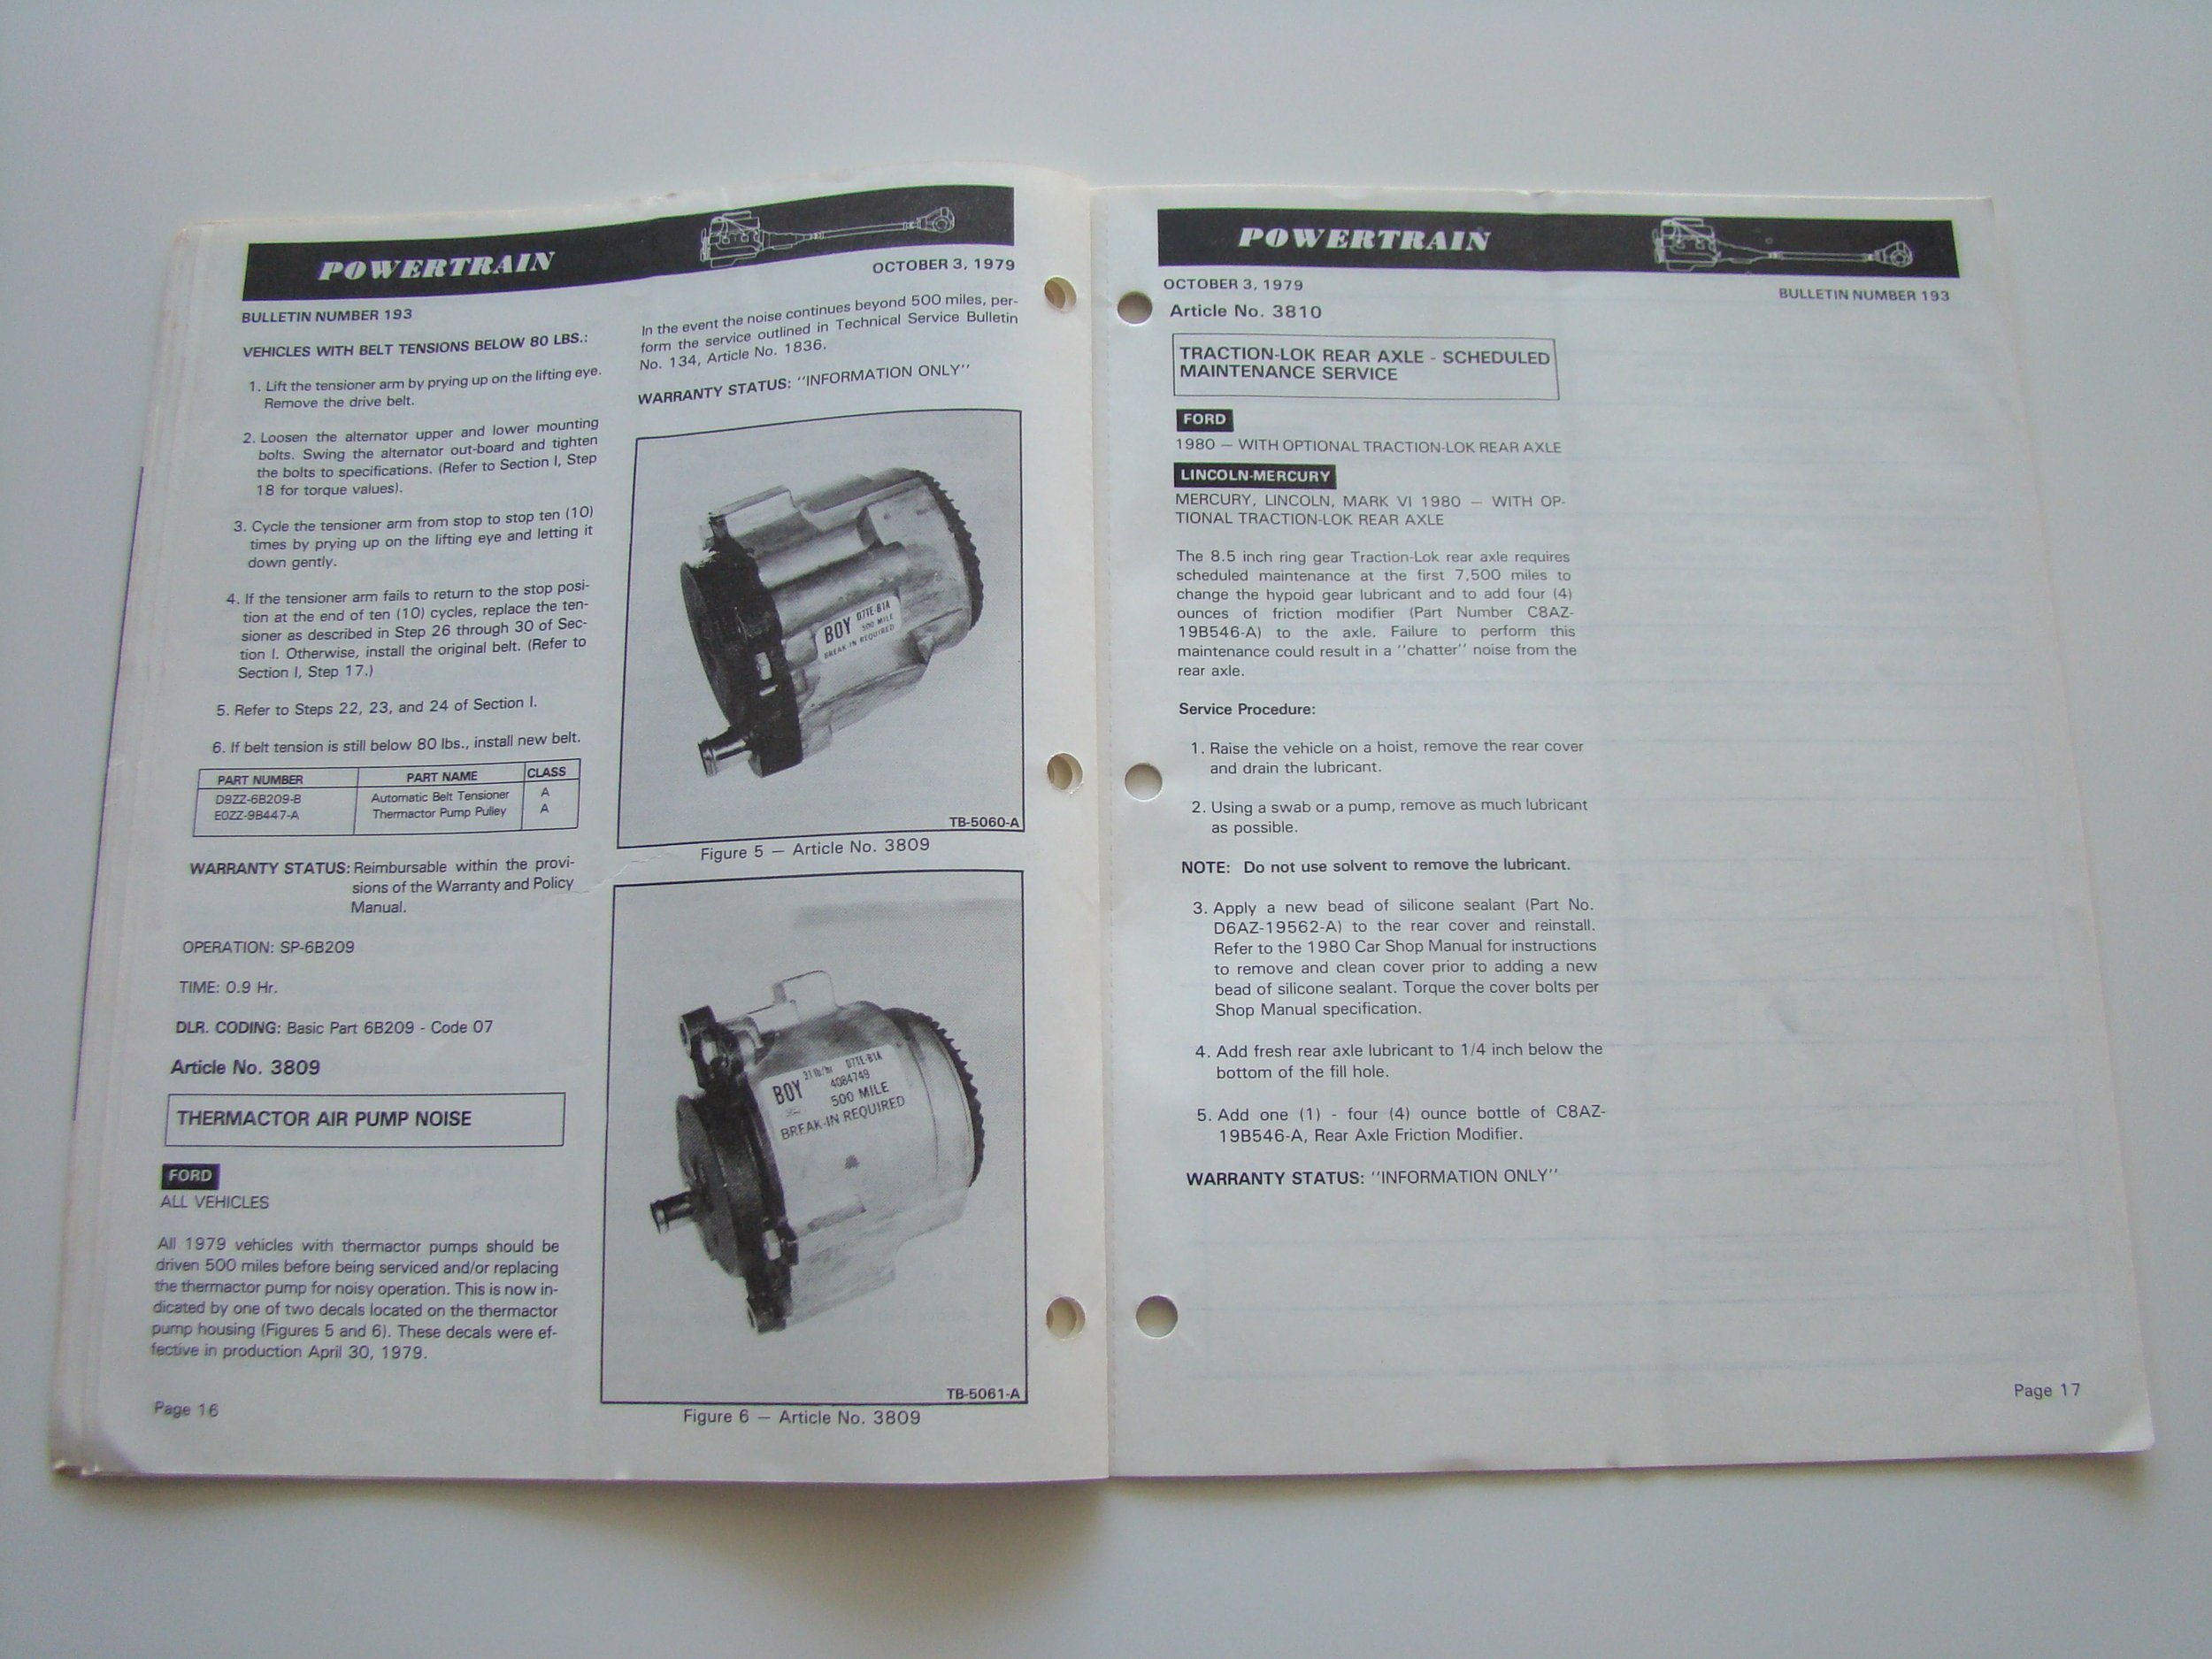 POWERTRAIN
OCTOBER 3, 1979
BULLETIN NUMBER 193
VEHICLES WITH BELT TENSIONS BELOW 80 LBS.:
1. Lift the tensioner arm by prying up on the lifting eye.
Remove the drive belt.
2. Loosen the alternator upper and lower mounting
bolts. Swing the alternator out-board and tighten
the bolts to specifications. (Refer to Section I, Step
18 for torque values).
3. Cycle the tensioner arm from stop to stop ten (10)
times by prying up on the lifting eye and letting it
down gently.
4. If the tensioner arm fails to return to the stop posi-
tion at the end of ten (10) cycles, replace the ten-
sioner as described in Step 26 through 30 of Sec-
tion I. Otherwise, install the original belt. (Refer to
Section I, Step 17.)
5. Refer to Steps 22, 23, and 24 of Section I.
6. If belt tension is still below 80 lbs., install new belt.
PART NUMBER PART NAME CLASS
D9ZZ-6B209-B Automatic Belt Tensioner A
E0ZZ-9B447-A Thermactor Pump Pulley A
WARRANTY STATUS: Reimbursable within the provi-
sions of the Warranty and Policy
Manual.
OPERATION: SP-6B209
TIME: 0.9 Hr.
DLR. CODING: Basic Part 6B209 - Code 07
Article No. 3809
THERMACTOR AIR PUMP NOISE
FORD
ALL VEHICLES
All 1979 vehicles with thermactor pumps should be
driven 500 miles before being serviced and/or replacing
the thermactor pump for noisy operation. This is now in-
dicated by one of two decals located on the thermactor
pump housing (Figures 5 and 6). These decals were ef-
fective in production April 30, 1979.
Page 16
In the event the noise continues beyond 500 miles, per-
form the service outlined in Technical Service Bulletin
No. 134, Article No. 1836.
WARRANTY STATUS: ''INFORMATION ONLY''
BOY D7TE-B1A
500 MILE
BREAK IN REQUIRED
TB-5060-A
Figure 5 — Article No. 3809
BOY D7TE-B1A
4084749
500 MILE
BREAK-IN REQUIRED
TB-5061-A
Figure 6 — Article No. 3809
POWERTRAIN
OCTOBER 3, 1979
BULLETIN NUMBER 193
Article No. 3810
TRACTION-LOK REAR AXLE - SCHEDULED
MAINTENANCE SERVICE
FORD
1980 — WITH OPTIONAL TRACTION-LOK REAR AXLE
LINCOLN-MERCURY
MERCURY, LINCOLN, MARK VI 1980 — WITH OP-
TIONAL TRACTION-LOK REAR AXLE
The 8.5 inch ring gear Traction-Lok rear axle requires
scheduled maintenance at the first 7,500 miles to
change the hypoid gear lubricant and to add four (4)
ounces of friction modifier (Part Number C8AZ-
19B546-A) to the axle. Failure to perform this
maintenance could result in a ''chatter'' noise from the
rear axle.
Service Procedure:
1. Raise the vehicle on a hoist, remove the rear cover
and drain the lubricant.
2. Using a swab or a pump, remove as much lubricant
as possible.
NOTE: Do not use solvent to remove the lubricant.
3. Apply a new bead of silicone sealant (Part No.
D6AZ-19562-A) to the rear cover and reinstall.
Refer to the 1980 Car Shop Manual for instructions
to remove and clean cover prior to adding a new
bead of silicone sealant. Torque the cover bolts per
Shop Manual specification.
4. Add fresh rear axle lubricant to 1/4 inch below the
bottom of the fill hole.
5. Add one (1) - four (4) ounce bottle of C8AZ-
19B546-A, Rear Axle Friction Modifier.
WARRANTY STATUS: ''INFORMATION ONLY''
Page 17